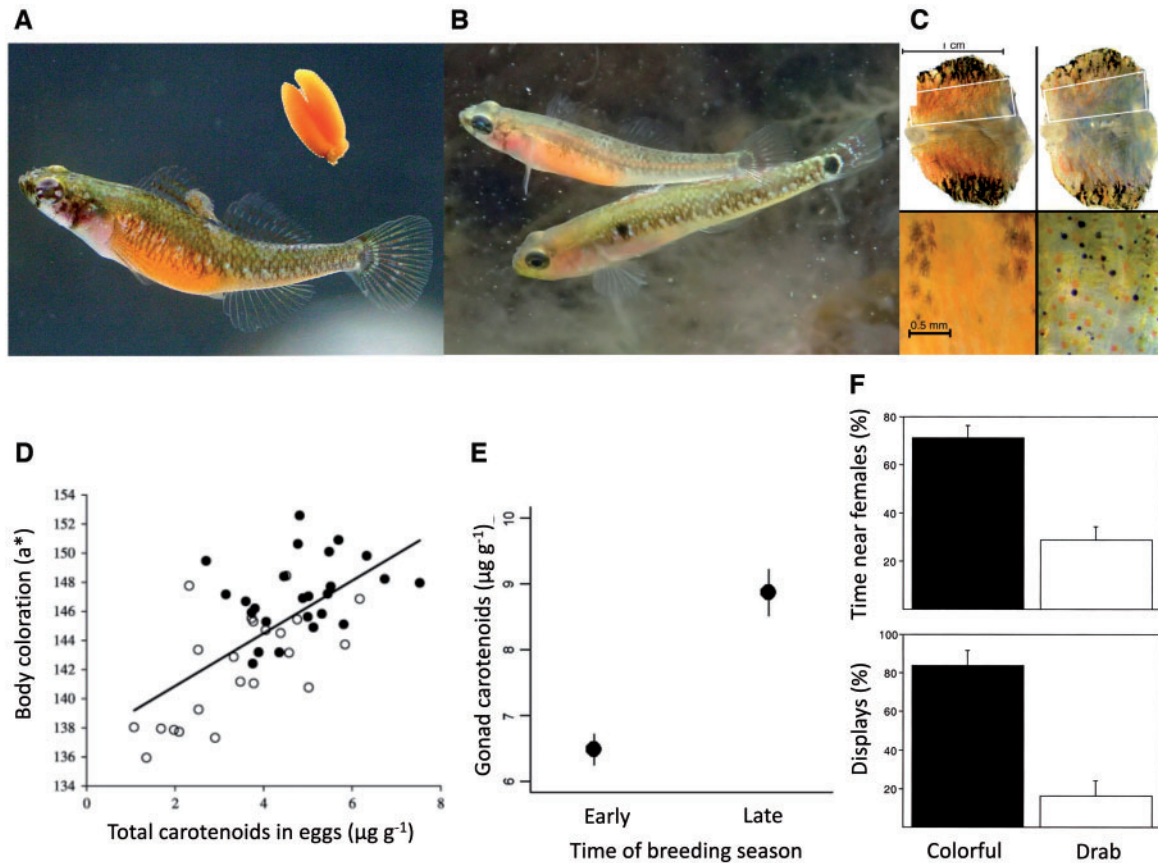 A
B
C
1 cm
0.5 mm
D
Body coloration (a*)
154
152
150
148
146
144
142
140
138
136
134
0
2
4
6
8
Total carotenoids in eggs (µg g⁻¹)
E
Gonad carotenoids (µg g⁻¹)
10
9
8
7
6
Early
Late
Time of breeding season
F
Time near females (%)
80
60
40
20
Displays (%)
100
80
60
40
20
Colorful
Drab